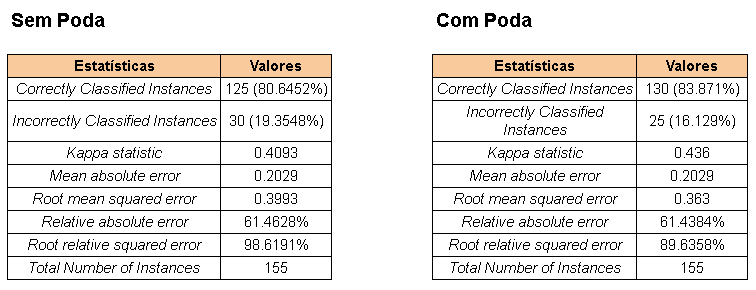 Sem Poda
Estatísticas Valores
Correctly Classified Instances 125 (80.6452%)
Incorrectly Classified Instances 30 (19.3548%)
Kappa statistic 0.4093
Mean absolute error 0.2029
Root mean squared error 0.3993
Relative absolute error 61.4628%
Root relative squared error 98.6191%
Total Number of Instances 155
Com Poda
Estatísticas Valores
Correctly Classified Instances 130 (83.871%)
Incorrectly Classified
Instances 25 (16.129%)
Kappa statistic 0.436
Mean absolute error 0.2029
Root mean squared error 0.363
Relative absolute error 61.4384%
Root relative squared error 89.6358%
Total Number of Instances 155